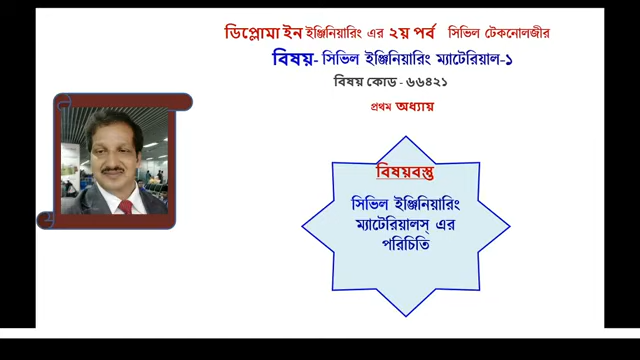 ডিপ্লোমা ইন ইঞ্জিনিয়ারিং এর ২য় পর্ব সিভিল টেকনোলজীর
বিষয়- সিভিল ইঞ্জিনিয়ারিং ম্যাটেরিয়াল-১
বিষয় কোড - ৬৬৪২১
প্রথম অধ্যায়
বিষয়বস্তু
সিভিল ইঞ্জিনিয়ারিং
ম্যাটেরিয়ালস্ এর
পরিচিতি